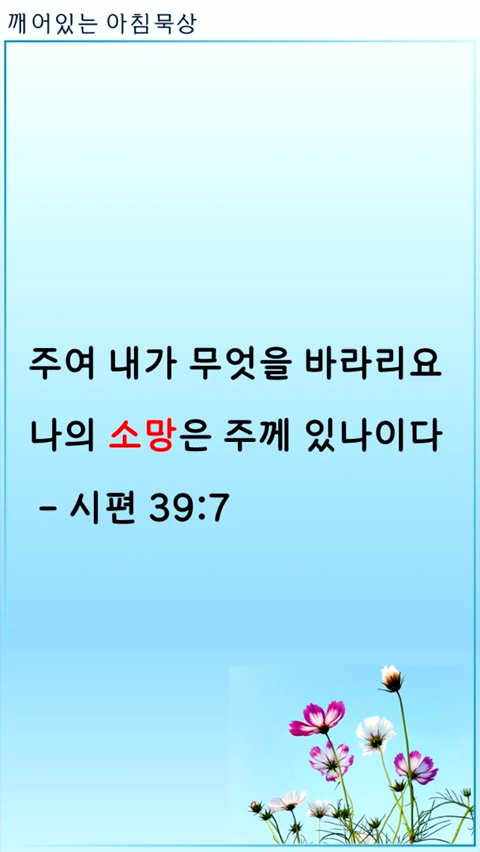 깨어있는 아침묵상
주여 내가 무엇을 바라리요
나의 소망은 주께 있나이다
- 시편 39:7